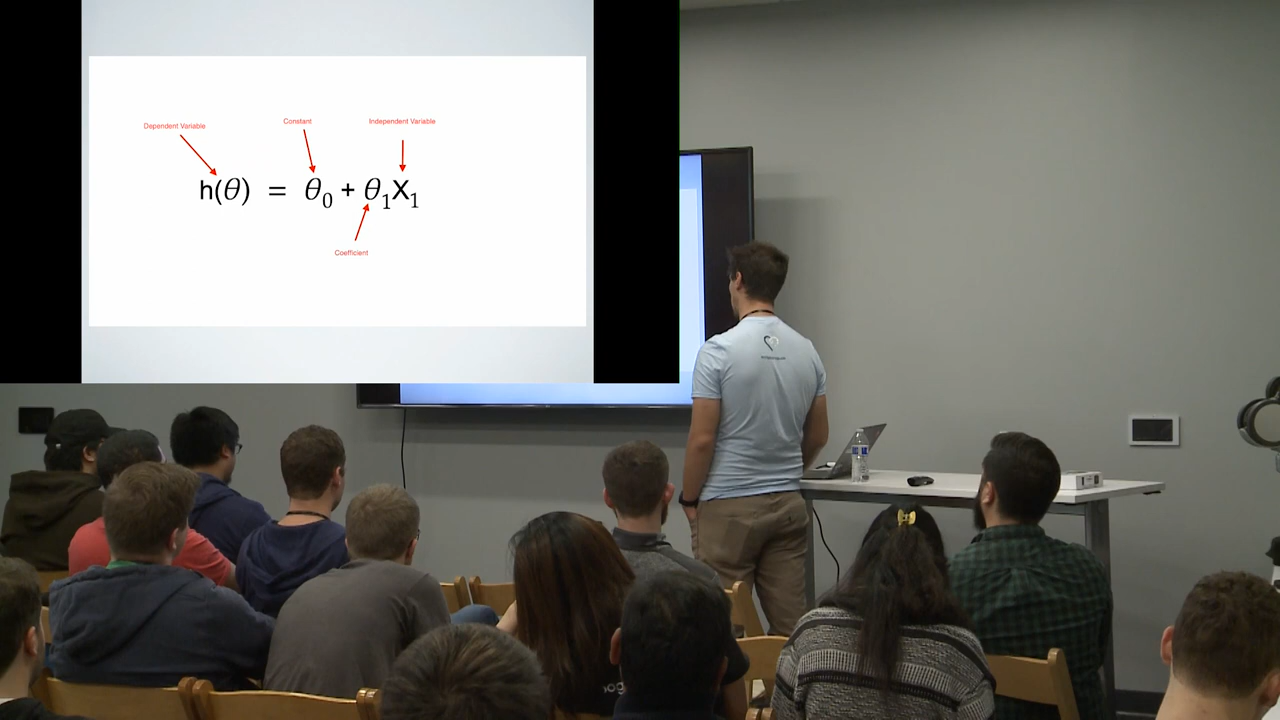 Dependent Variable
Constant
Independent Variable
h(θ) = θ₀ + θ₁X₁
Coefficient